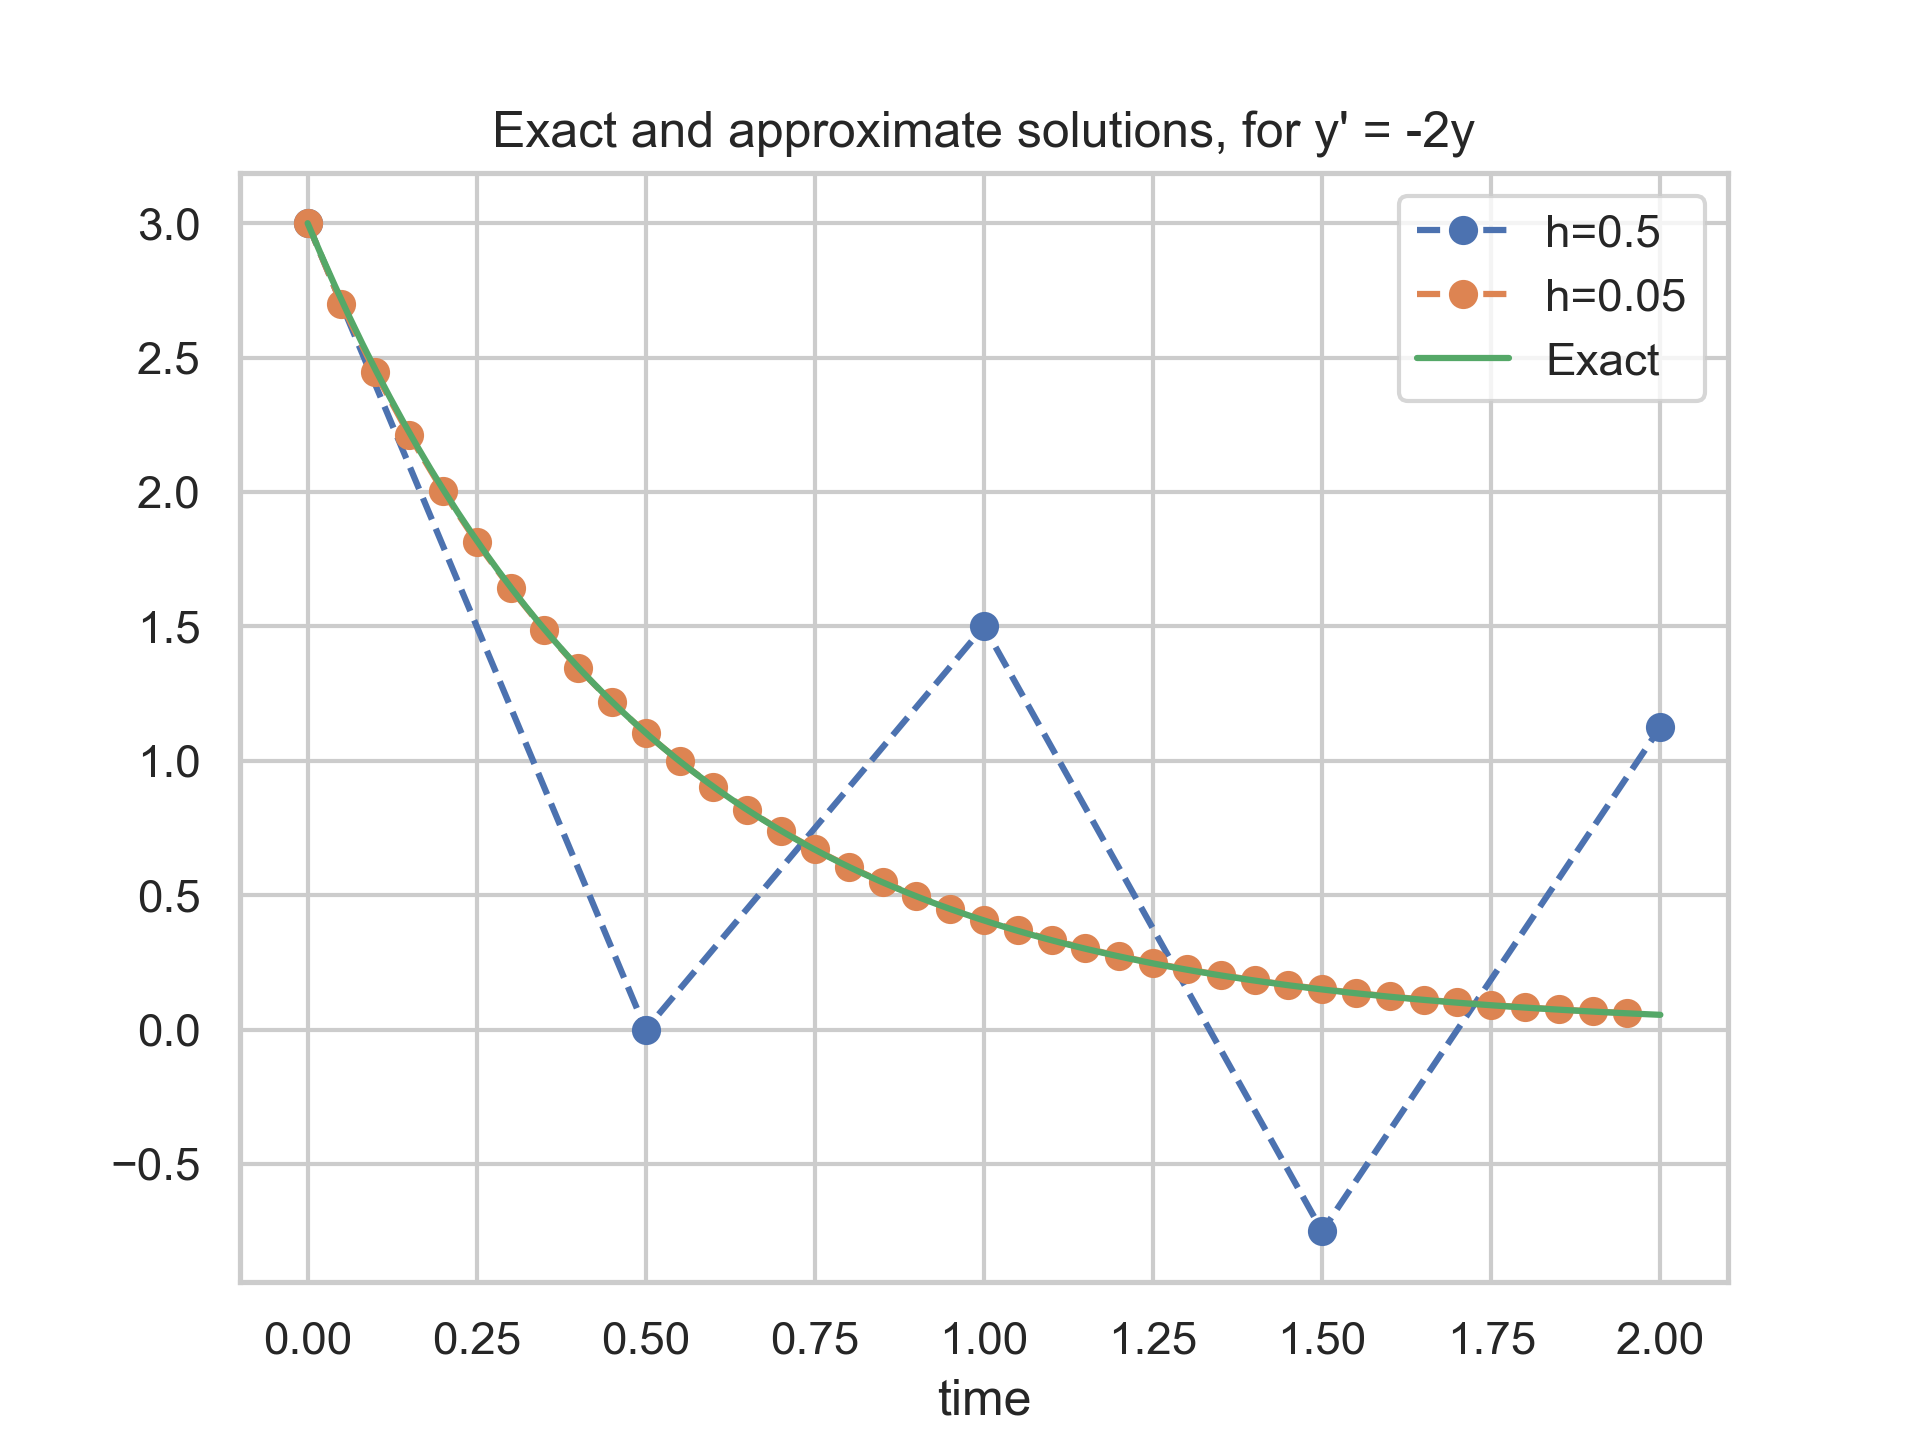 Exact and approximate solutions, for y' = -2y
h=0.5
h=0.05
Exact
3.0
2.5
2.0
1.5
1.0
0.5
0.0
−0.5
0.00 0.25 0.50 0.75 1.00 1.25 1.50 1.75 2.00
time